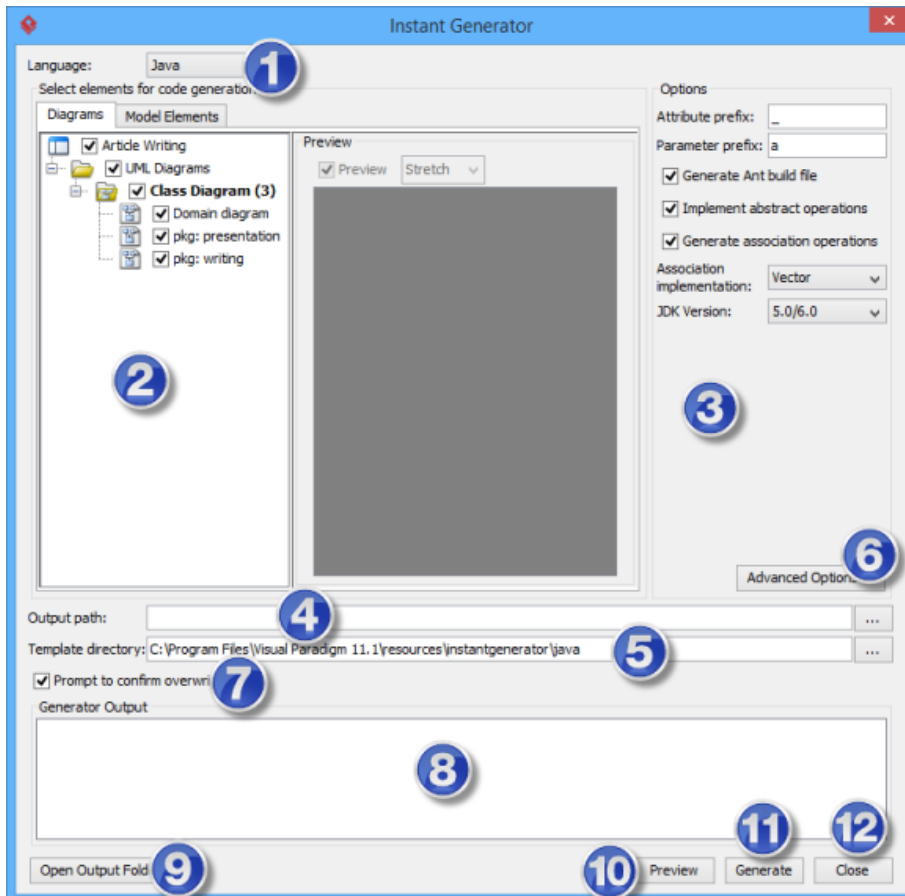 Instant Generator
Language: Java 1
Select elements for code generation
Options
Diagrams Model Elements
Attribute prefix: _
Parameter prefix: a
Article Writing
UML Diagrams
Class Diagram (3)
Domain diagram
pkg: presentation
pkg: writing
Preview
Preview Stretch
Generate Ant build file
Implement abstract operations
Generate association operations
Association implementation: Vector
JDK Version: 5.0/6.0
2
3
6
Advanced Option
Output path: 4 ...
Template directory: C:\Program Files\Visual Paradigm 11.1\resources\instantgenerator\java 5 ...
Prompt to confirm overwri 7
Generator Output
8
Open Output Fold 9
10 Preview
11 Generate
12 Close